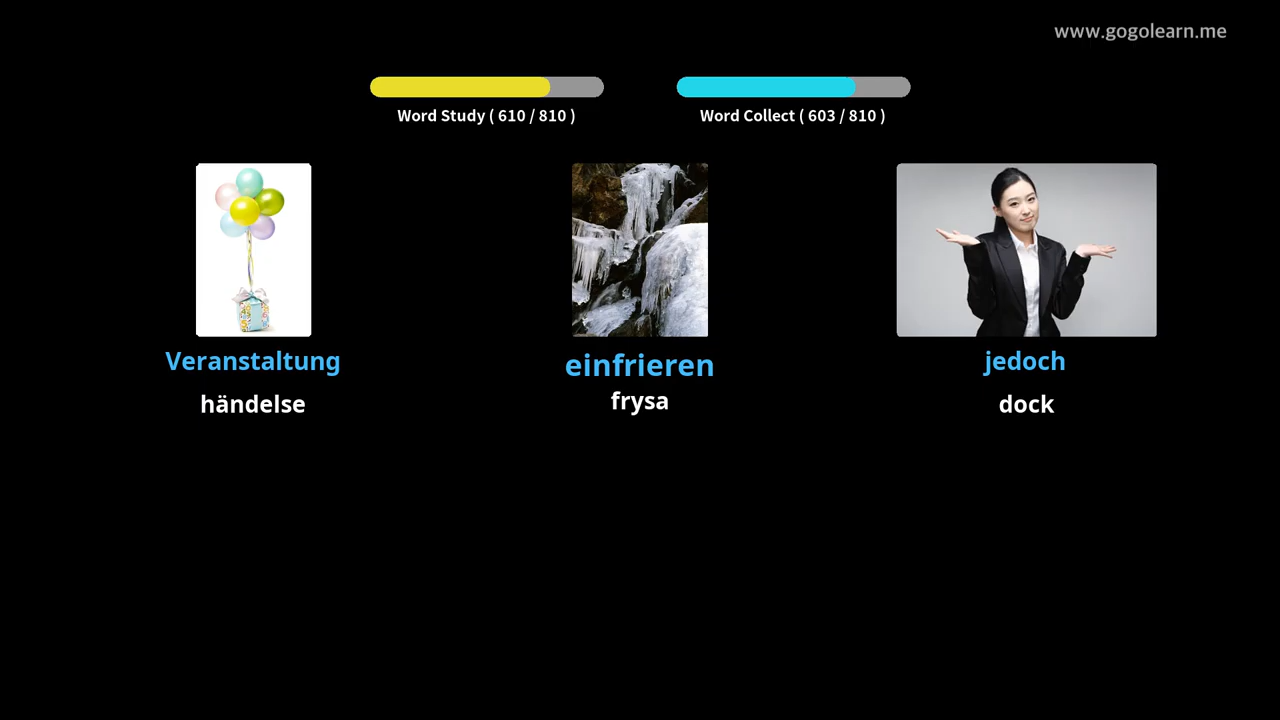 www.gogolearn.me
Word Study ( 610 / 810 )
Word Collect ( 603 / 810 )
Veranstaltung
händelse
einfrieren
frysa
jedoch
dock